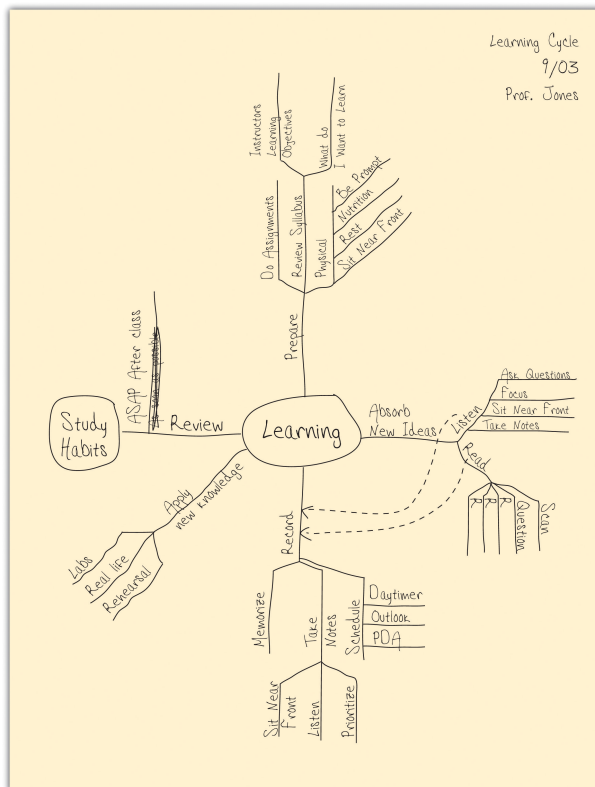 Learning Cycle
9/03
Prof. Jones
Instructors
Learning
Objectives
What do
I Want to Learn
Do Assignments
Review Syllabus
Physical
Be Prompt
Nutrition
Rest
Sit Near Front
Prepare
ASAP After class
Review
Study
Habits
Learning
Absorb
New Ideas
Listen
Ask Questions
Focus
Sit Near Front
Take Notes
Read
Scan
Question
R
R
R
Apply
new knowledge
Labs
Real life
Rehearsal
Record
Memorize
Take
Notes
Schedule
Daytimer
Outlook
PDA
Sit Near
Front
Listen
Prioritize